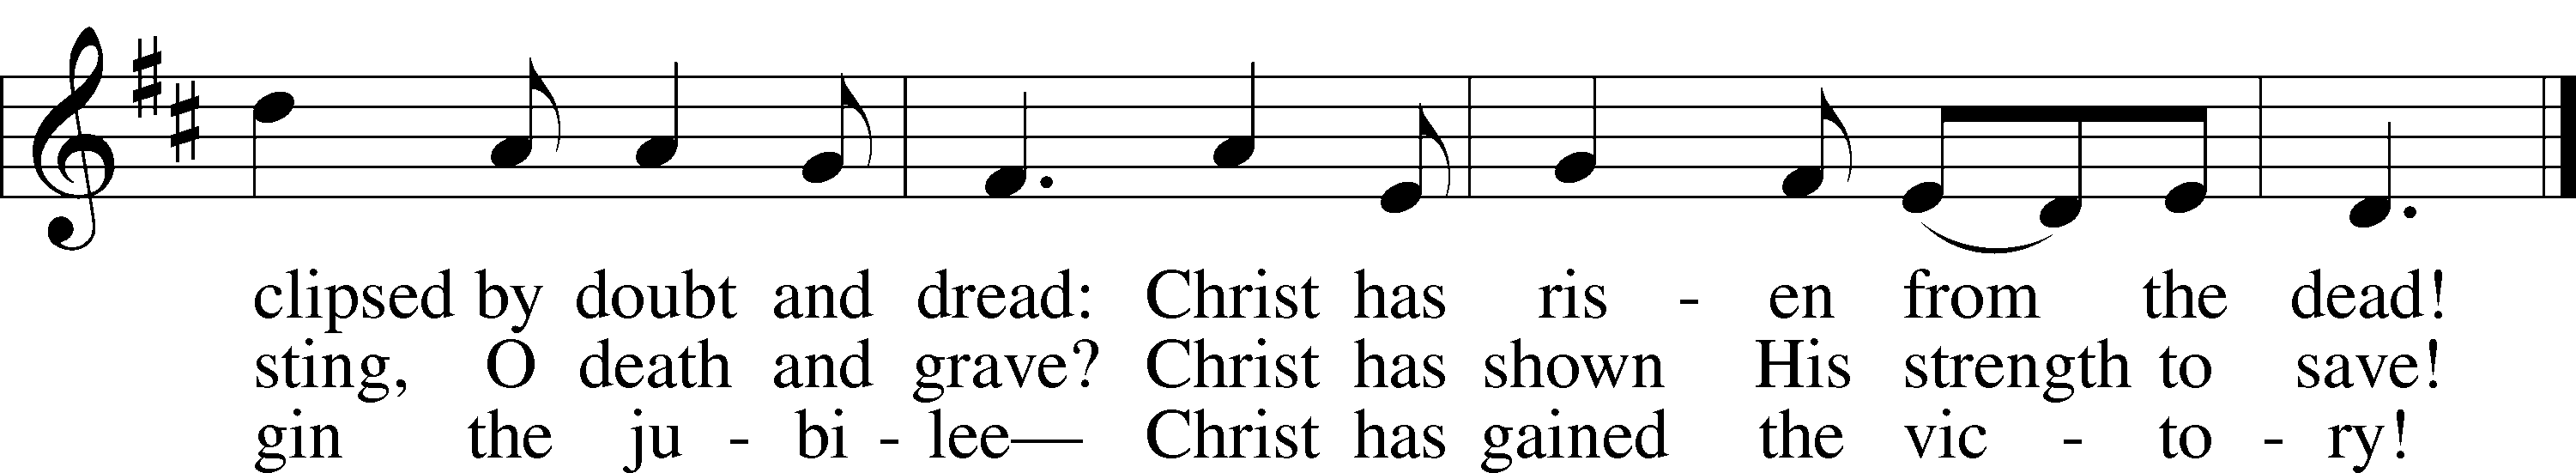 clipsed by doubt and dread: Christ has ris - en from the dead!
sting, O death and grave? Christ has shown His strength to save!
gin the ju - bi - lee— Christ has gained the vic - to - ry!